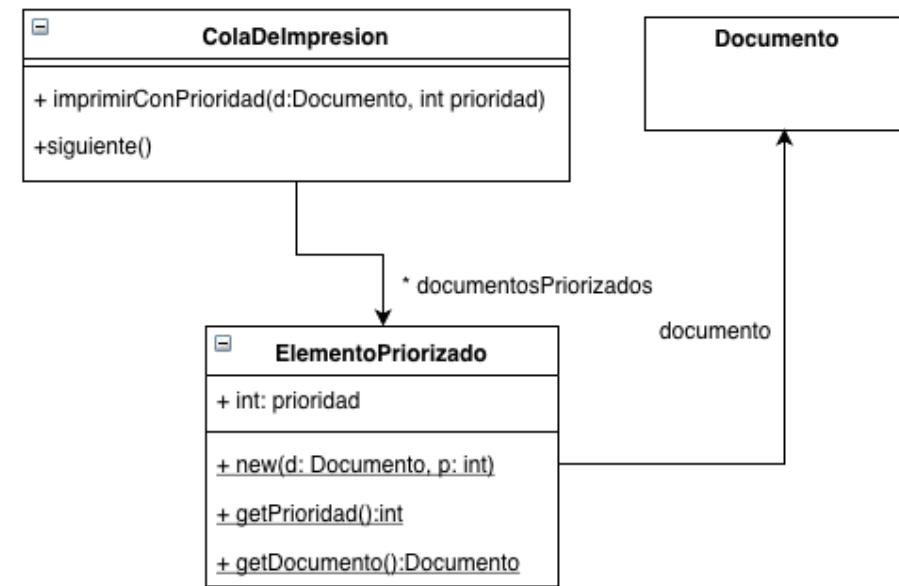 ColaDeImpresion
+ imprimirConPrioridad(d:Documento, int prioridad)
+siguiente()
Documento
* documentosPriorizados
documento
ElementoPriorizado
+ int: prioridad
+ new(d: Documento, p: int)
+ getPrioridad():int
+ getDocumento():Documento